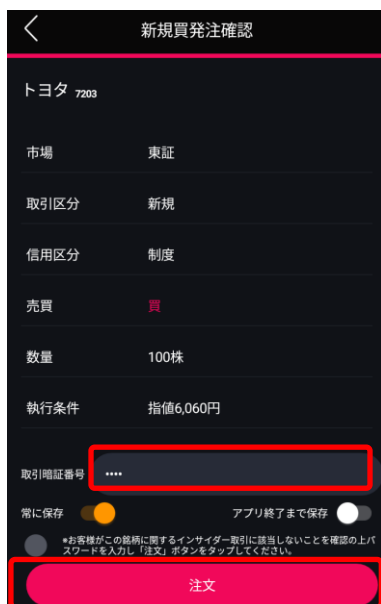 新規買発注確認
トヨタ 7203
市場 東証
取引区分 新規
信用区分 制度
売買 買
数量 100株
執行条件 指値6,060円
取引暗証番号 ....
常に保存 アプリ終了まで保存
*お客様がこの銘柄に関するインサイダー取引に該当しないことを確認の上パ
スワードを入力し「注文」ボタンをタップしてください。
注文